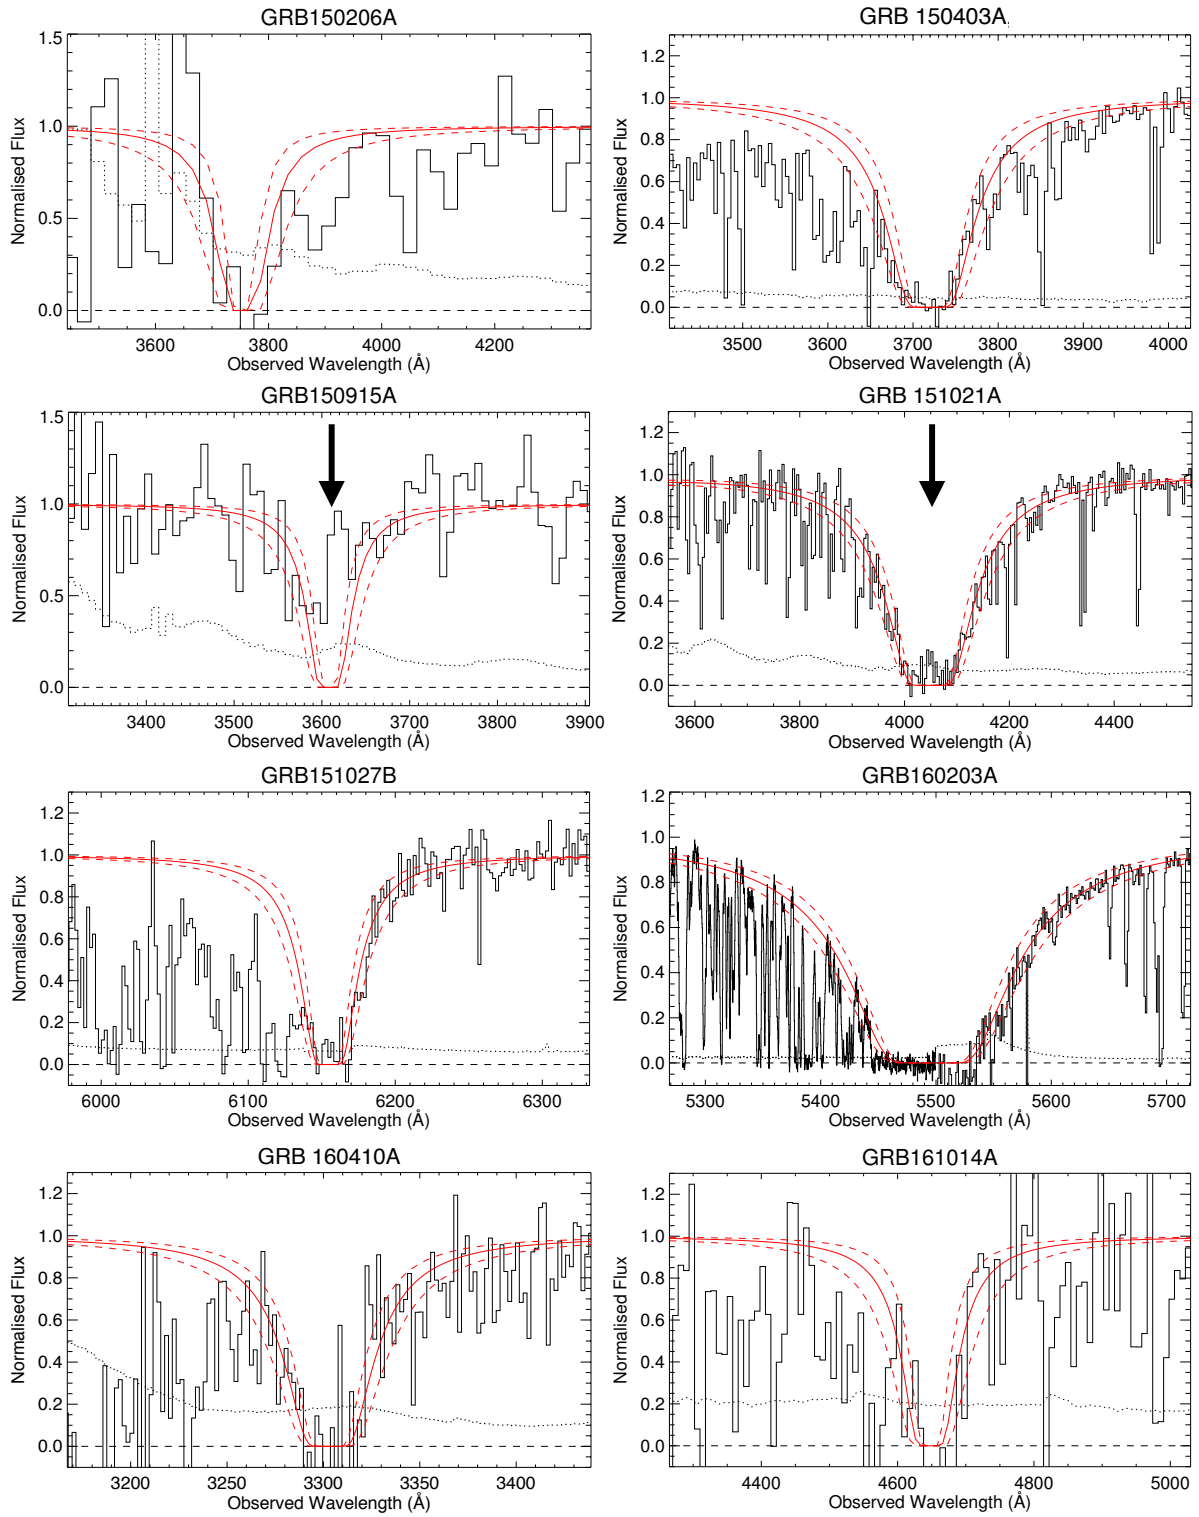 GRB150206A
1.5
1.0
0.5
0.0
Normalised Flux
3600 3800 4000 4200
Observed Wavelength (Å)
GRB 150403A
1.2
1.0
0.8
0.6
0.4
0.2
0.0
Normalised Flux
3500 3600 3700 3800 3900 4000
Observed Wavelength (Å)
GRB150915A
1.5
1.0
0.5
0.0
Normalised Flux
3400 3500 3600 3700 3800 3900
Observed Wavelength (Å)
GRB 151021A
1.2
1.0
0.8
0.6
0.4
0.2
0.0
Normalised Flux
3600 3800 4000 4200 4400
Observed Wavelength (Å)
GRB151027B
1.2
1.0
0.8
0.6
0.4
0.2
0.0
Normalised Flux
6000 6100 6200 6300
Observed Wavelength (Å)
GRB160203A
1.2
1.0
0.8
0.6
0.4
0.2
0.0
Normalised Flux
5300 5400 5500 5600 5700
Observed Wavelength (Å)
GRB 160410A
1.2
1.0
0.8
0.6
0.4
0.2
0.0
Normalised Flux
3200 3250 3300 3350 3400
Observed Wavelength (Å)
GRB161014A
1.2
1.0
0.8
0.6
0.4
0.2
0.0
Normalised Flux
4400 4600 4800 5000
Observed Wavelength (Å)